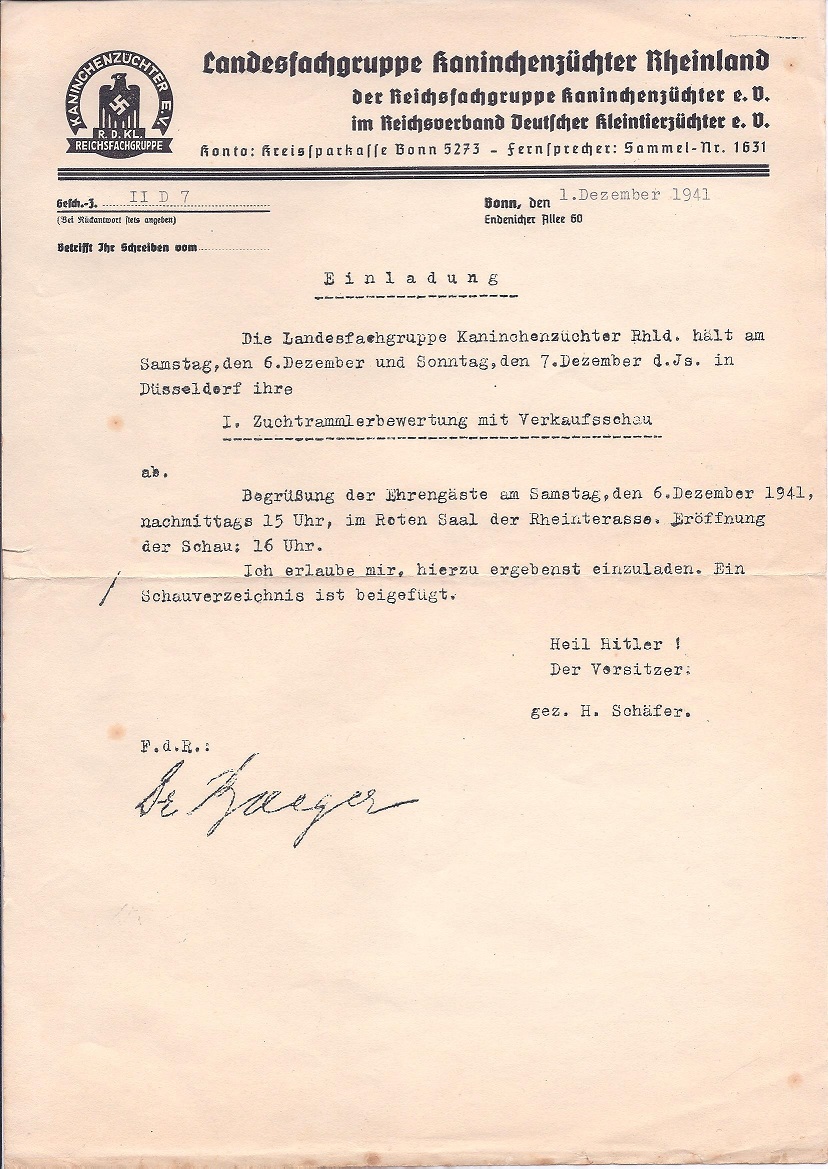 KANINCHENZÜCHTER E.V.
R.D.KL.
REICHSFACHGRUPPE
Landesfachgruppe Kaninchenzüchter Rheinland
der Reichsfachgruppe Kaninchenzüchter e. V.
im Reichsverband Deutscher Kleintierzüchter e. V.
Konto: Kreissparkasse Bonn 5273 - Fernsprecher: Sammel-Nr. 1631
Gesch.-Z. II D 7
(Bei Rückantwort stets angeben)
Bonn, den 1.Dezember 1941
Endenicher Allee 60
Betrifft Ihr Schreiben vom
Einladung
Die Landesfachgruppe Kaninchenzüchter Rhld. hält am
Samstag,den 6.Dezember und Sonntag,den 7.Dezember d.Js. in
Düsseldorf ihre
I. Zuchtrammlerbewertung mit Verkaufsschau
ab.
Begrüßung der Ehrengäste am Samstag,den 6.Dezember 1941,
nachmittags 15 Uhr, im Roten Saal der Rheinterasse. Eröffnung
der Schau: 16 Uhr.
Ich erlaube mir, hierzu ergebenst einzuladen. Ein
Schauverzeichnis ist beigefügt.
Heil Hitler !
Der Vorsitzer:
gez. H. Schäfer.
F.d.R.:
Dr